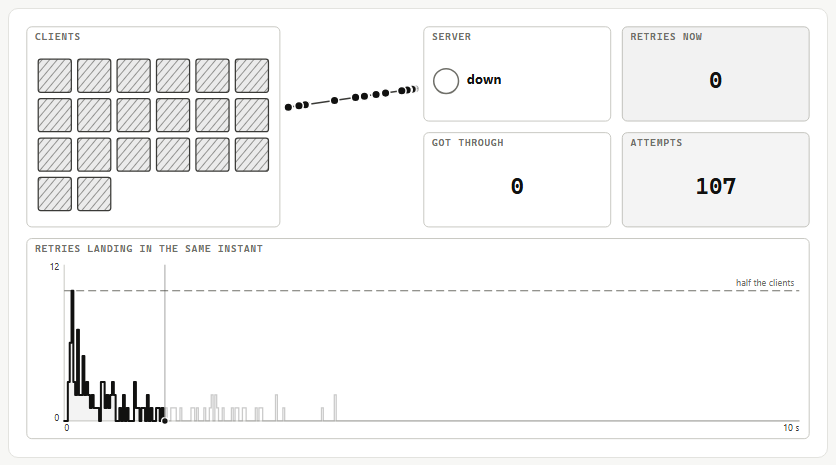 CLIENTS
SERVER
down
RETRIES NOW
0
GOT THROUGH
0
ATTEMPTS
107
RETRIES LANDING IN THE SAME INSTANT
12
half the clients
0
0
10 s